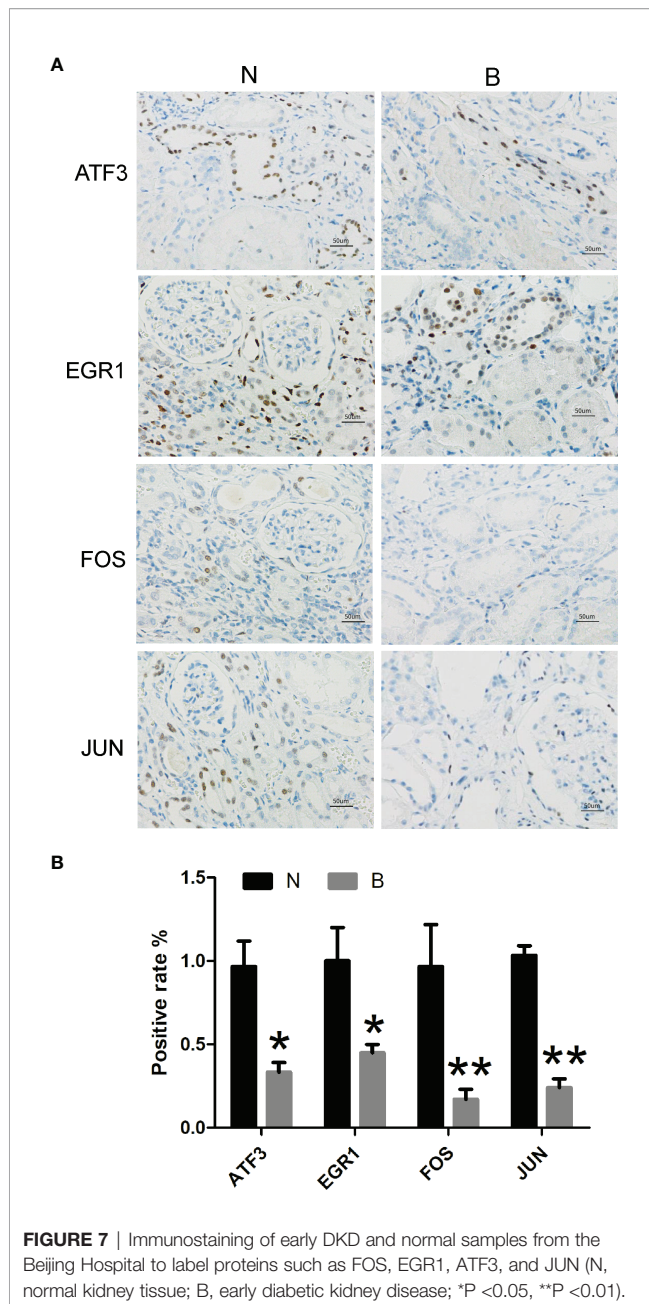 A
N B
ATF3
50um 50um
EGR1
50um 50um
FOS
50um 50um
JUN
50um 50um
B
1.5
N B
Positive rate %
1.0
0.5
0.0
* * ** **
ATF3 EGR1 FOS JUN
FIGURE 7 | Immunostaining of early DKD and normal samples from the
Beijing Hospital to label proteins such as FOS, EGR1, ATF3, and JUN (N,
normal kidney tissue; B, early diabetic kidney disease; *P <0.05, **P <0.01).